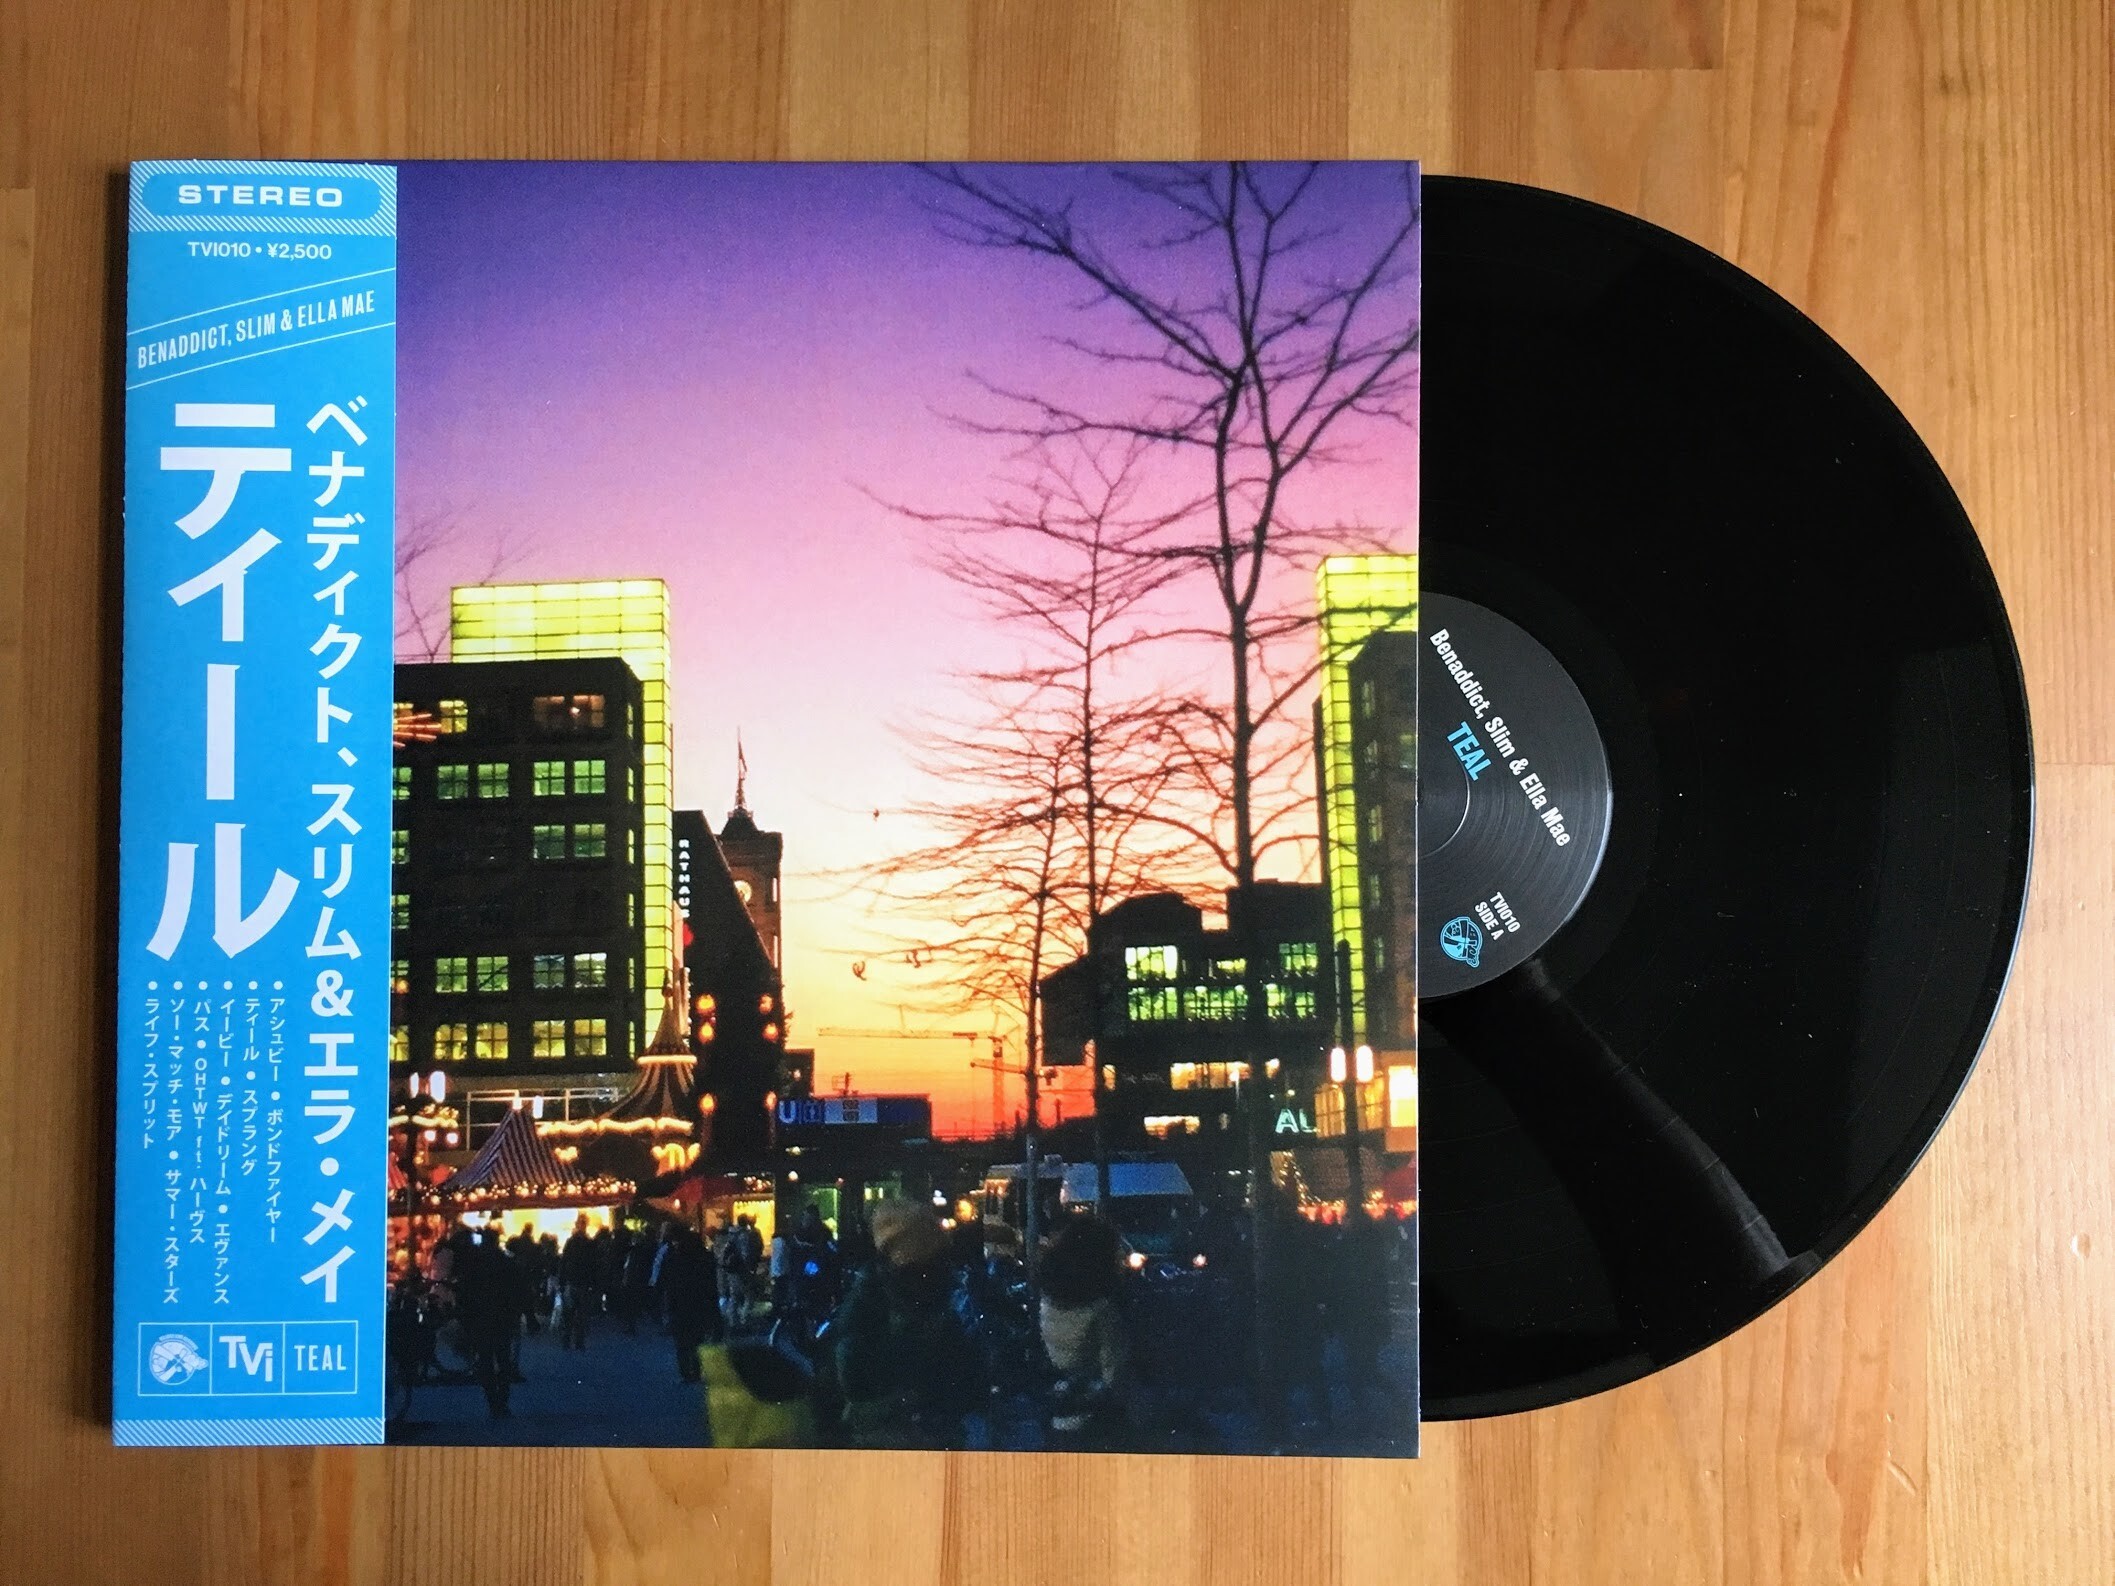 STEREO
TVI010 • ¥2,500
BENADDICT, SLIM & ELLA MAE
ベナディクト、スリム&エラ・メイ
ティール
•アシュビー •ボンドファイヤー
•ティール •スプラング
•イービー •デイドリーム •エヴァンス
•パス •OHTWT ft. ハーヴス
•ソー・マッチ・モア •サマー・スターズ
•ライフ・スプリット
TVi
TEAL
RATHAUS
U
AL
Benaddict, Slim & Ella Mae
TEAL
TVI010
SIDE A